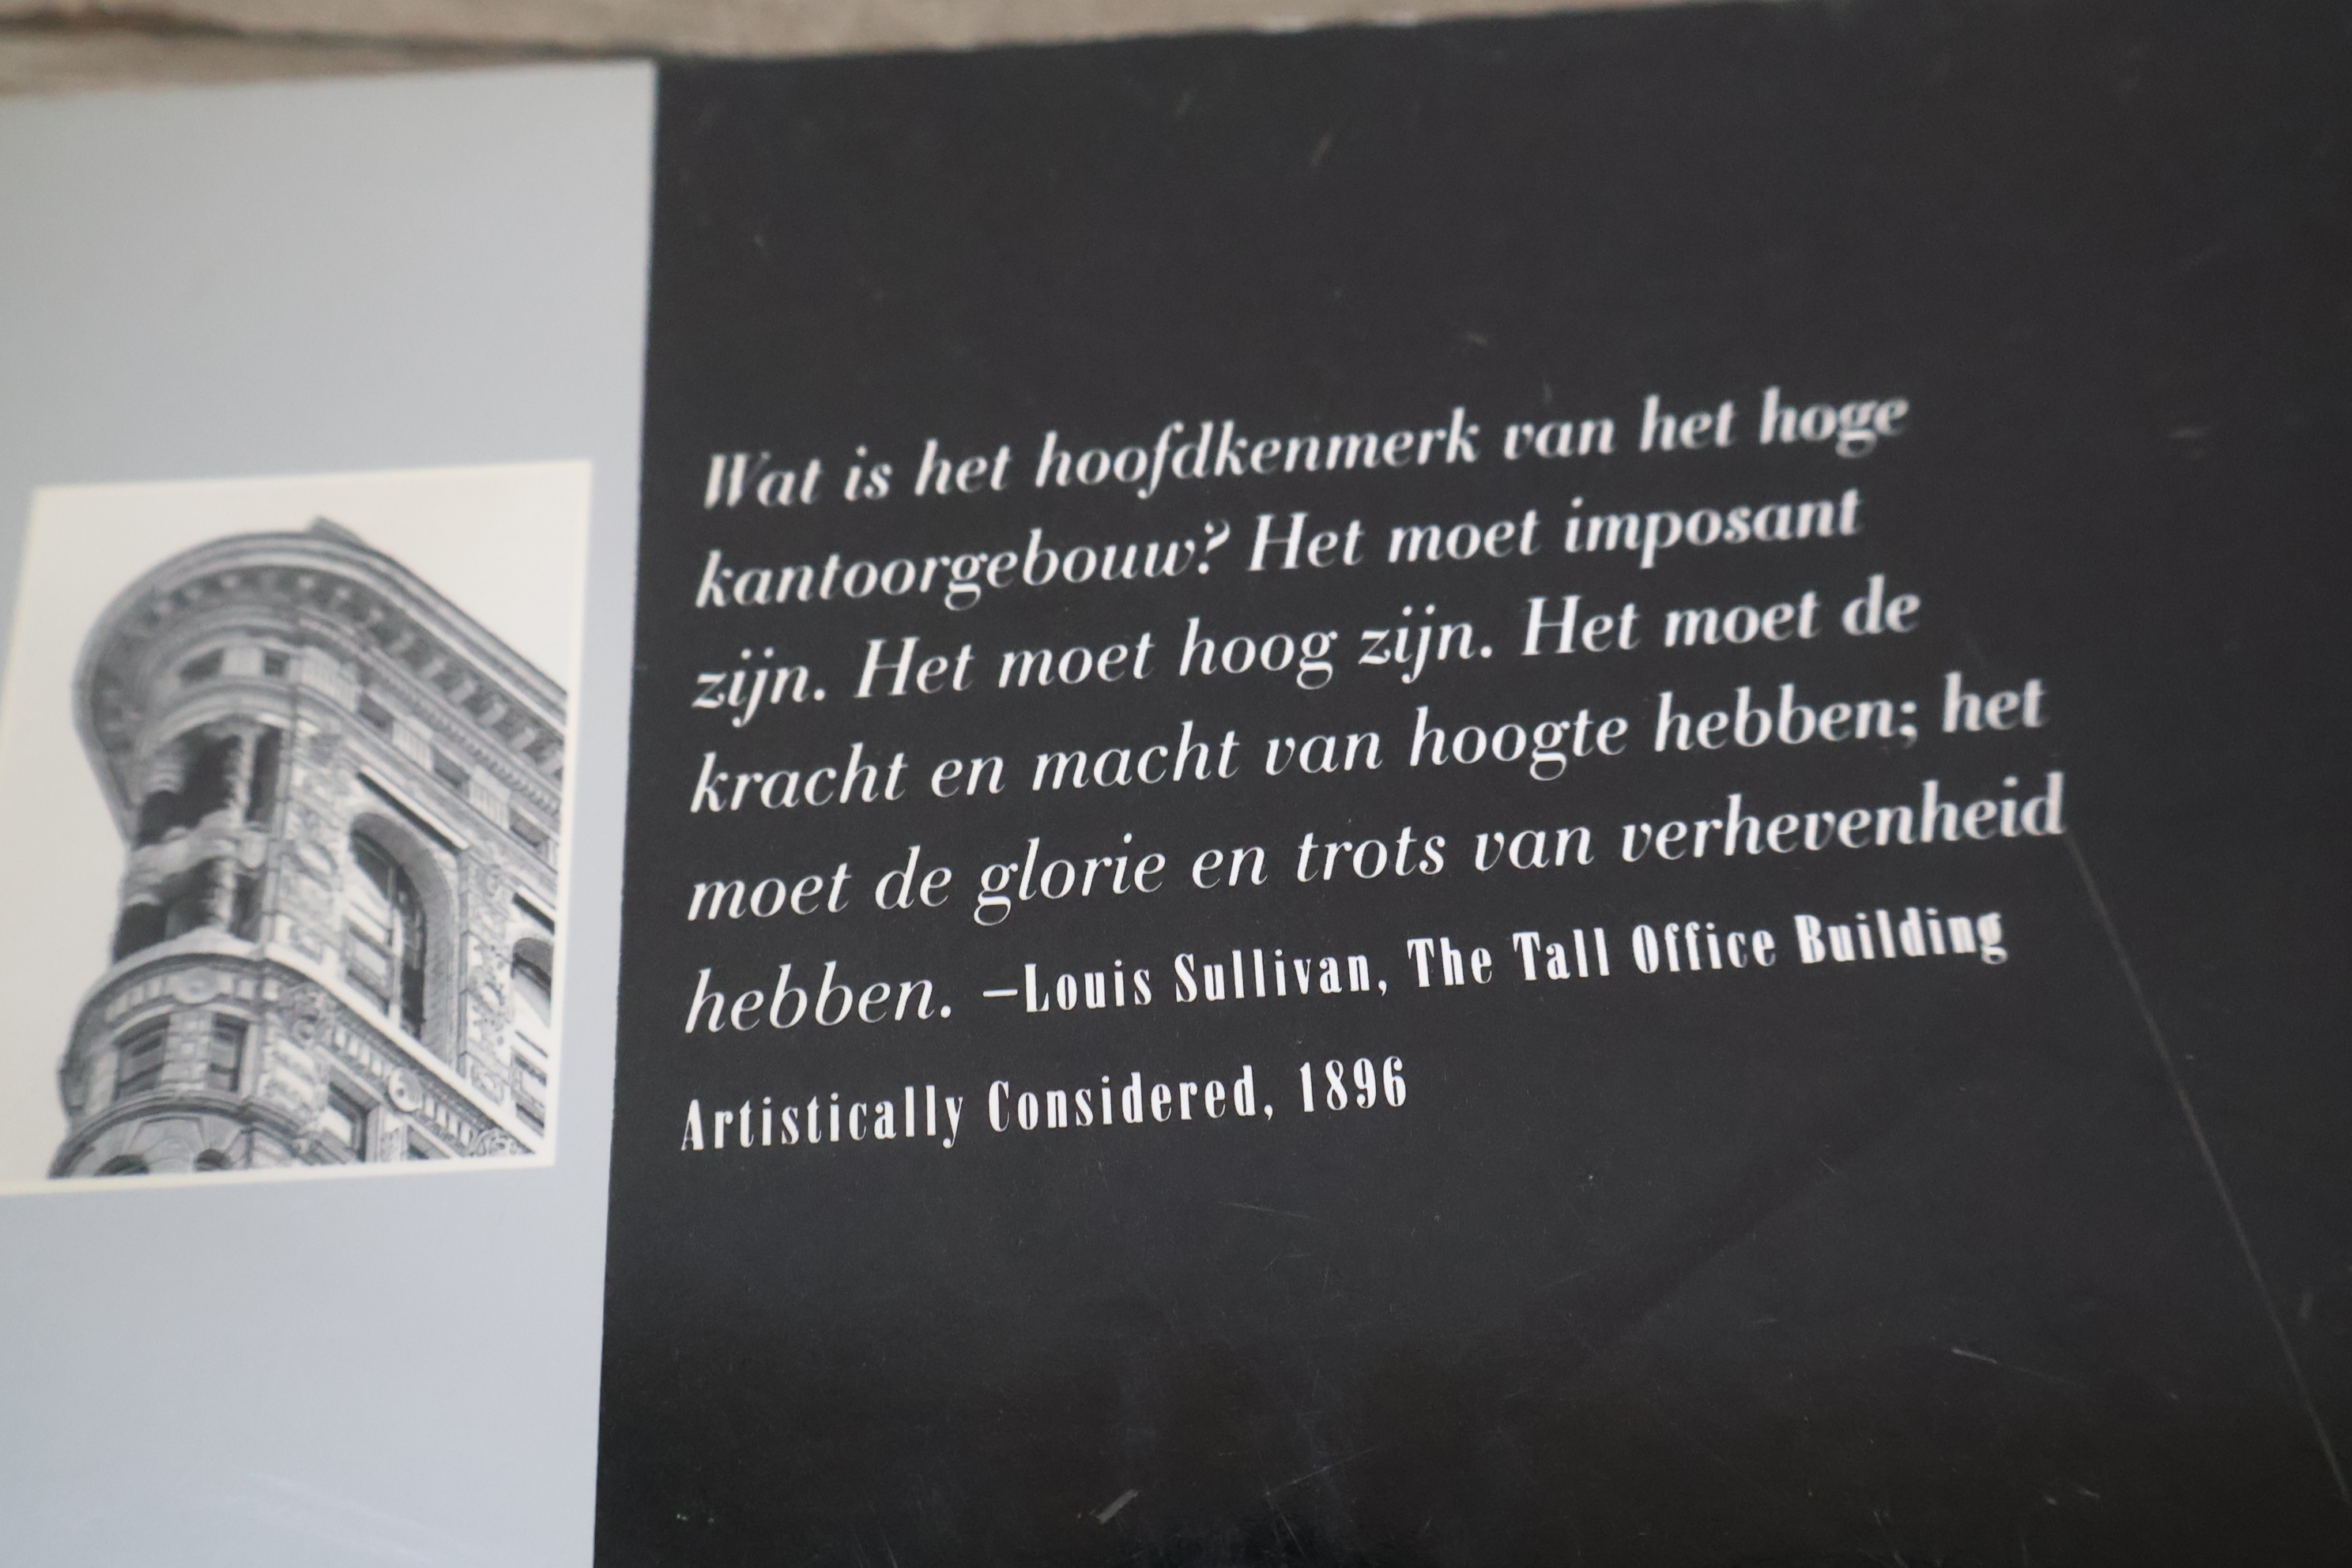 Wat is het hoofdkenmerk van het hoge
kantoorgebouw? Het moet imposant
zijn. Het moet hoog zijn. Het moet de
kracht en macht van hoogte hebben; het
moet de glorie en trots van verhevenheid
hebben. –Louis Sullivan, The Tall Office Building
Artistically Considered, 1896